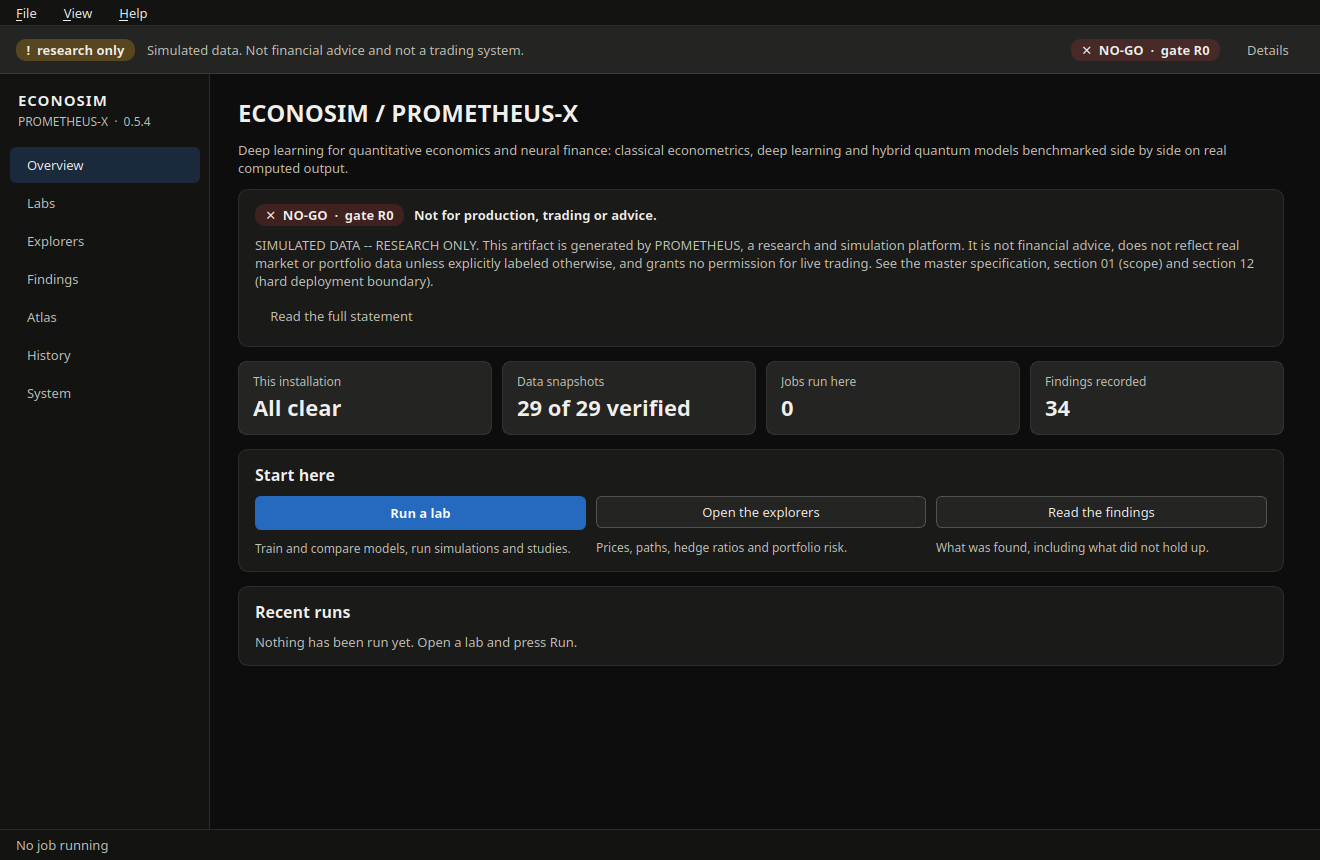 File View Help
! research only Simulated data. Not financial advice and not a trading system. ✕ NO-GO · gate R0 Details
ECONOSIM
PROMETHEUS-X · 0.5.4
Overview
Labs
Explorers
Findings
Atlas
History
System
ECONOSIM / PROMETHEUS-X
Deep learning for quantitative economics and neural finance: classical econometrics, deep learning and hybrid quantum models benchmarked side by side on real
computed output.
✕ NO-GO · gate R0 Not for production, trading or advice.
SIMULATED DATA -- RESEARCH ONLY. This artifact is generated by PROMETHEUS, a research and simulation platform. It is not financial advice, does not reflect real
market or portfolio data unless explicitly labeled otherwise, and grants no permission for live trading. See the master specification, section 01 (scope) and section 12
(hard deployment boundary).
Read the full statement
This installation
All clear
Data snapshots
29 of 29 verified
Jobs run here
0
Findings recorded
34
Start here
Run a lab
Train and compare models, run simulations and studies.
Open the explorers
Prices, paths, hedge ratios and portfolio risk.
Read the findings
What was found, including what did not hold up.
Recent runs
Nothing has been run yet. Open a lab and press Run.
No job running